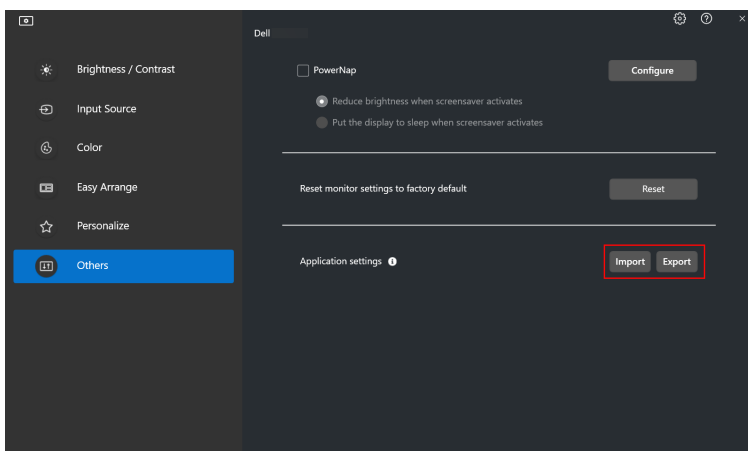 Dell
Brightness / Contrast
Input Source
Color
Easy Arrange
Personalize
Others
PowerNap
Configure
Reduce brightness when screensaver activates
Put the display to sleep when screensaver activates
Reset monitor settings to factory default
Reset
Application settings
Import
Export